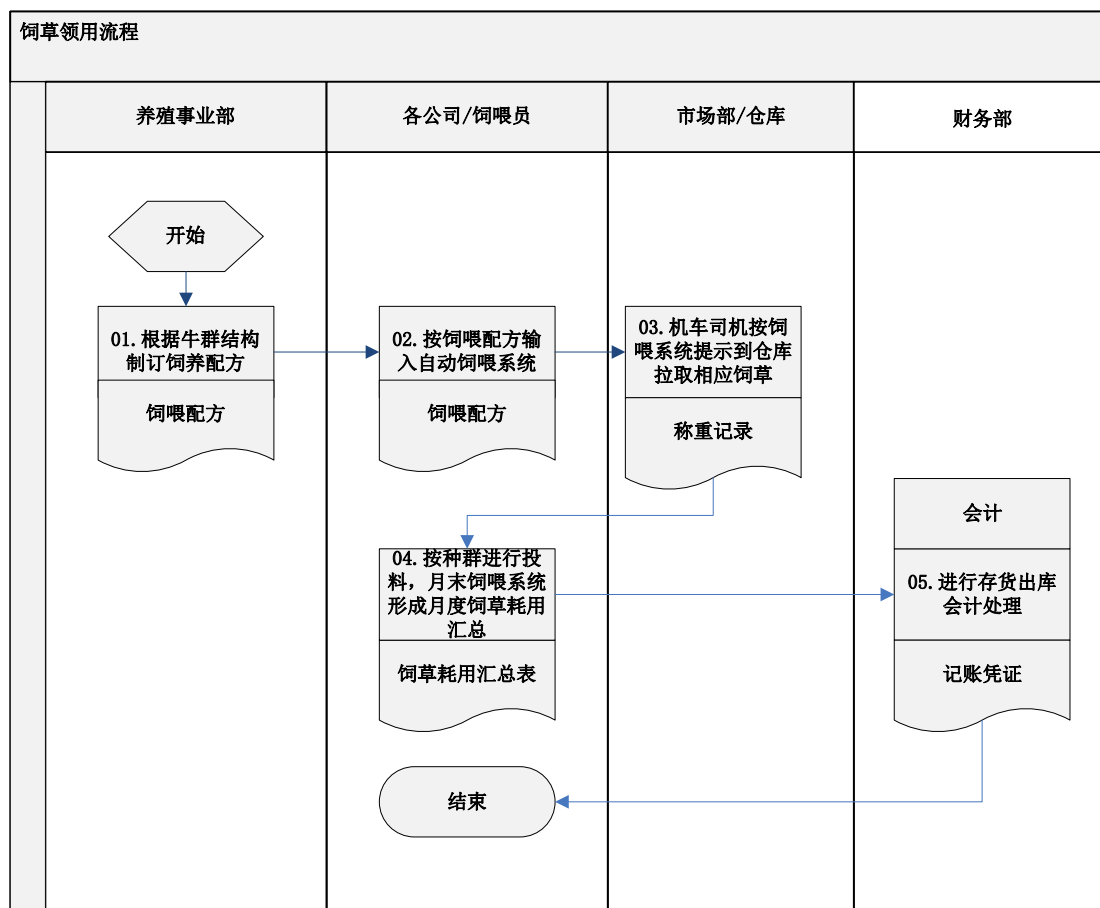 饲草领用流程
养殖事业部
各公司/饲喂员
市场部/仓库
财务部
开始
01.根据牛群结构
制订饲养配方
饲喂配方
02.按饲喂配方输
入自动饲喂系统
饲喂配方
03.机车司机按饲
喂系统提示到仓库
拉取相应饲草
称重记录
04.按种群进行投
料，月末饲喂系统
形成月度饲草耗用
汇总
饲草耗用汇总表
会计
05.进行存货出库
会计处理
记账凭证
结束